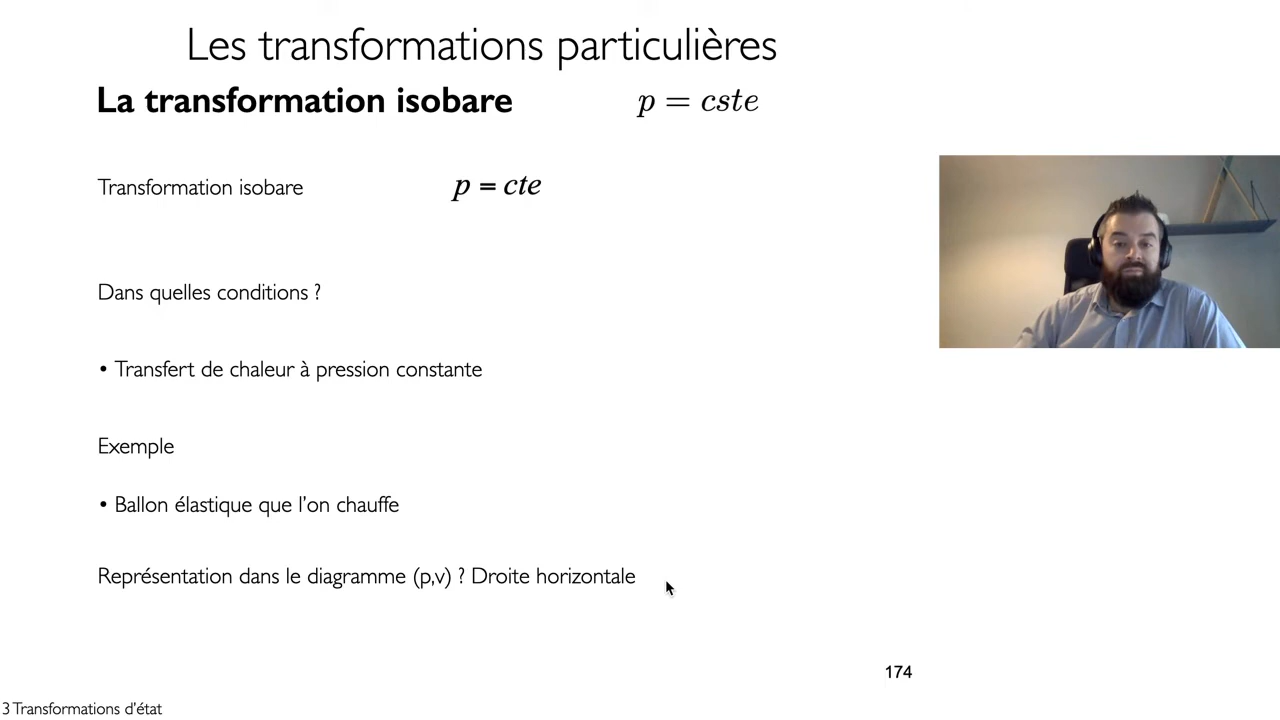 Les transformations particulières
La transformation isobare p = cste
Transformation isobare p = cte
Dans quelles conditions ?
• Transfert de chaleur à pression constante
Exemple
• Ballon élastique que l'on chauffe
Représentation dans le diagramme (p,v) ? Droite horizontale
174
3 Transformations d'état